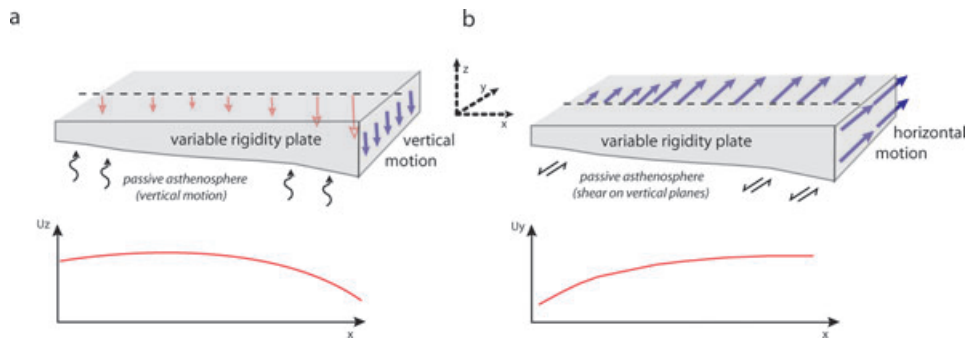 a
b
z
y
x
variable rigidity plate
vertical
motion
passive asthenosphere
(vertical motion)
variable rigidity plate
horizontal
motion
passive asthenosphere
(shear on vertical planes)
Uz
x
Uy
x